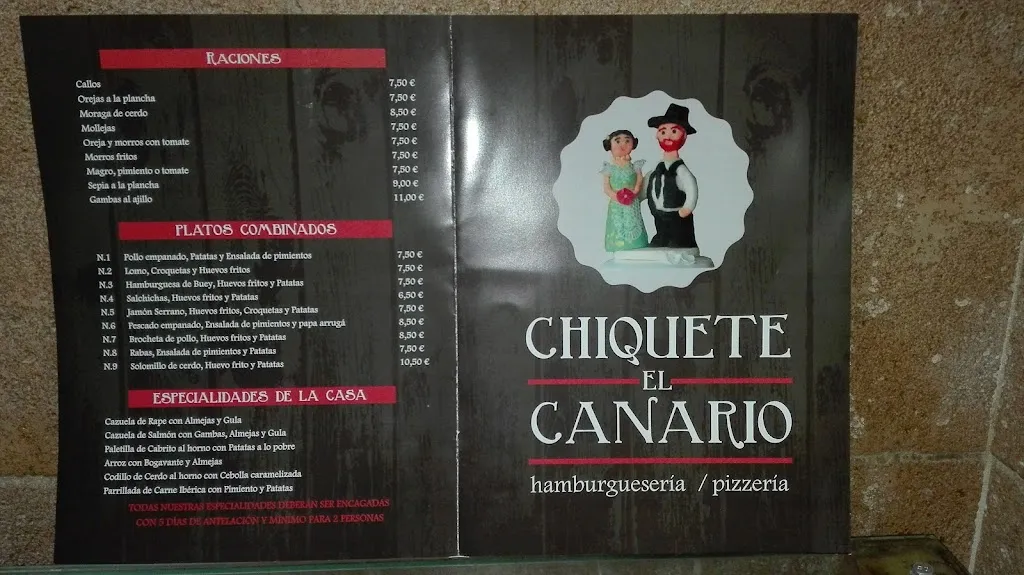 RACIONES
Callos 7,50 €
Orejas a la plancha 7,50 €
Moraga de cerdo 8,50 €
Mollejas 7,50 €
Oreja y morros con tomate 7,50 €
Morros fritos 7,50 €
Magro, pimiento o tomate 7,50 €
Sepia a la plancha 9,00 €
Gambas al ajillo 11,00 €
PLATOS COMBINADOS
N.1 Pollo empanado, Patatas y Ensalada de pimientos 7,50 €
N.2 Lomo, Croquetas y Huevos fritos 7,50 €
N.3 Hamburguesa de Buey, Huevos fritos y Patatas 7,50 €
N.4 Salchichas, Huevos fritos y Patatas 6,50 €
N.5 Jamón Serrano, Huevos fritos, Croquetas y Patatas 7,50 €
N.6 Pescado empanado, Ensalada de pimientos y papa arrugá 8,50 €
N.7 Brocheta de pollo, Huevos fritos y Patatas 8,50 €
N.8 Rabas, Ensalada de pimientos y Patatas 7,50 €
N.9 Solomillo de cerdo, Huevo frito y Patatas 10,50 €
ESPECIALIDADES DE LA CASA
Cazuela de Rape con Almejas y Gula
Cazuela de Salmón con Gambas, Almejas y Gula
Paletilla de Cabrito al horno con Patatas a lo pobre
Arroz con Bogavante y Almejas
Codillo de Cerdo al horno con Cebolla caramelizada
Parrillada de Carne Ibérica con Pimiento y Patatas
TODAS NUESTRAS ESPECIALIDADES DEBERÁN SER ENCAGADAS
CON 5 DÍAS DE ANTELACIÓN Y MÍNIMO PARA 2 PERSONAS
CHIQUETE
EL
CANARIO
hamburguesería / pizzería